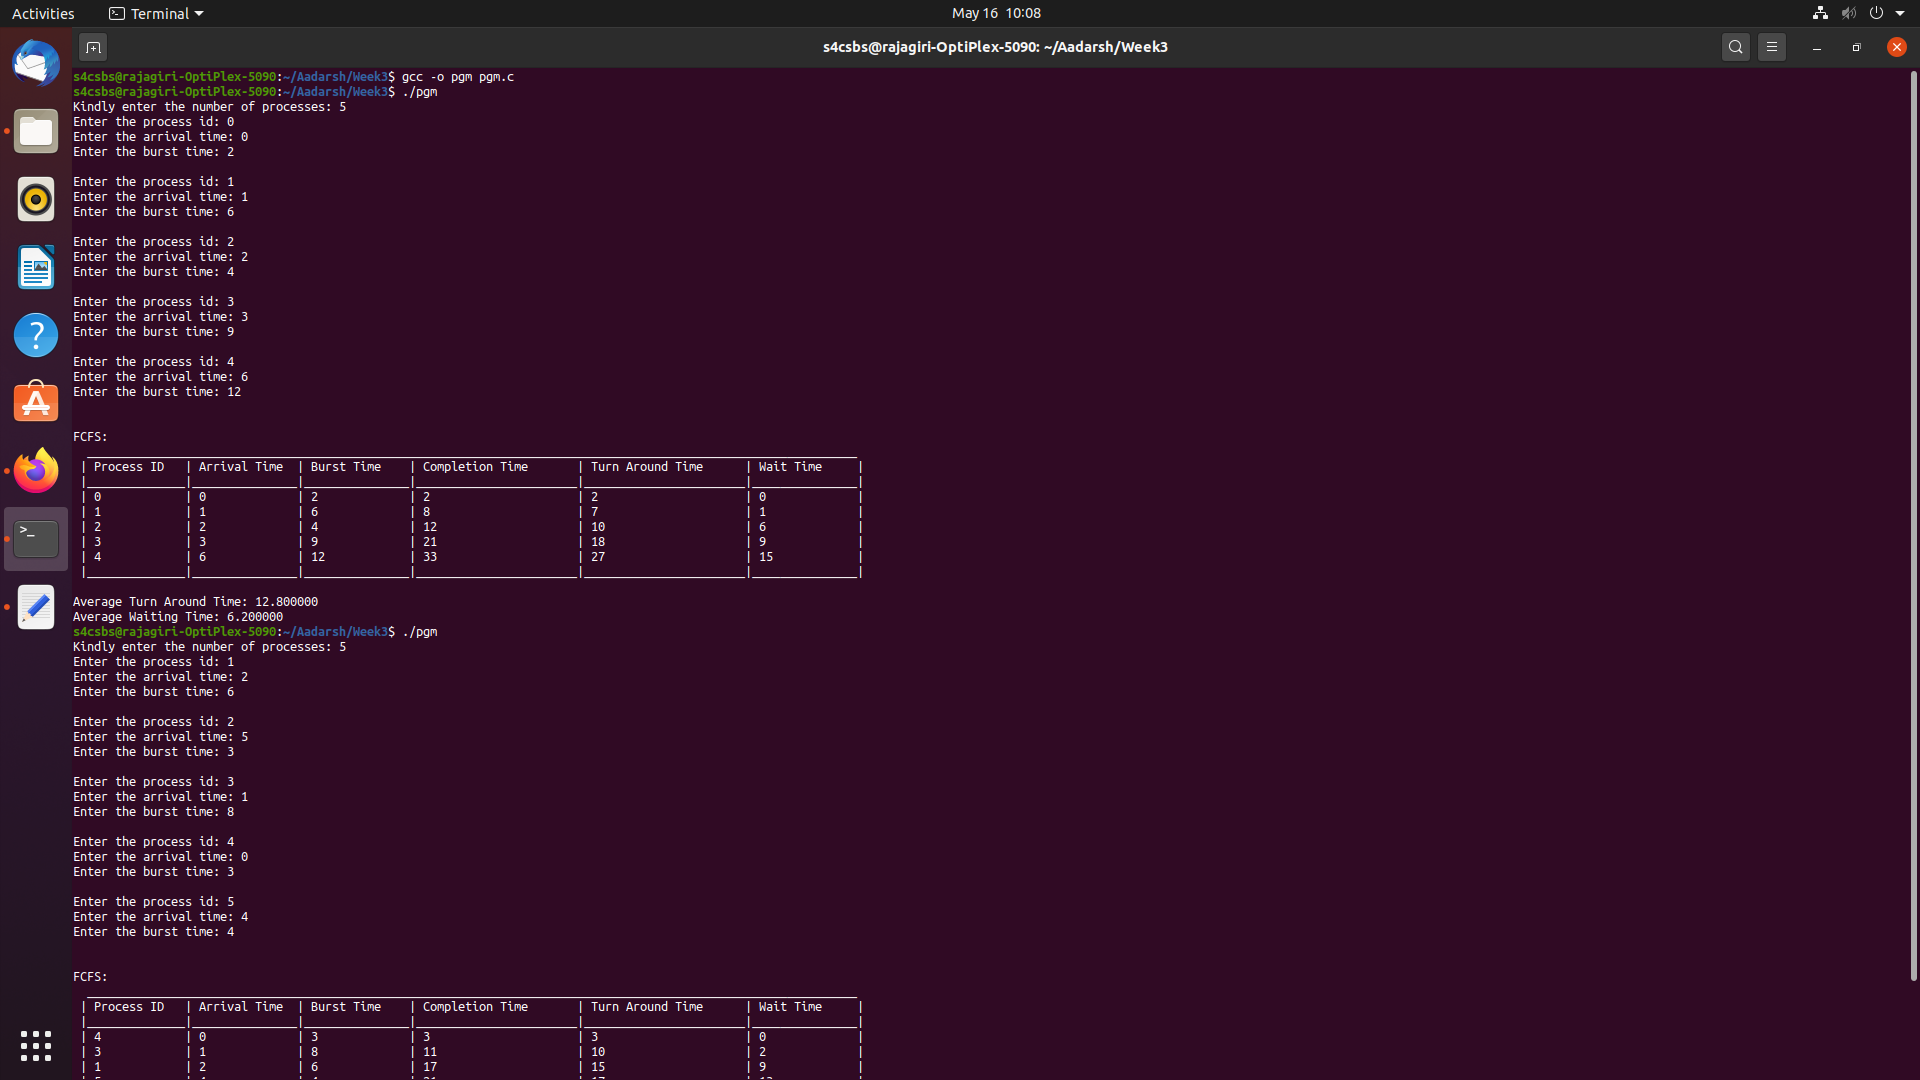 Activities Terminal May 16 10:08
s4csbs@rajagiri-OptiPlex-5090: ~/Aadarsh/Week3
s4csbs@rajagiri-OptiPlex-5090:~/Aadarsh/Week3$ gcc -o pgm pgm.c
s4csbs@rajagiri-OptiPlex-5090:~/Aadarsh/Week3$ ./pgm
Kindly enter the number of processes: 5
Enter the process id: 0
Enter the arrival time: 0
Enter the burst time: 2
Enter the process id: 1
Enter the arrival time: 1
Enter the burst time: 6
Enter the process id: 2
Enter the arrival time: 2
Enter the burst time: 4
Enter the process id: 3
Enter the arrival time: 3
Enter the burst time: 9
Enter the process id: 4
Enter the arrival time: 6
Enter the burst time: 12
FCFS:
| Process ID | Arrival Time | Burst Time | Completion Time | Turn Around Time | Wait Time |
| 0 | 0 | 2 | 2 | 2 | 0 |
| 1 | 1 | 6 | 8 | 7 | 1 |
| 2 | 2 | 4 | 12 | 10 | 6 |
| 3 | 3 | 9 | 21 | 18 | 9 |
| 4 | 6 | 12 | 33 | 27 | 15 |
Average Turn Around Time: 12.800000
Average Waiting Time: 6.200000
s4csbs@rajagiri-OptiPlex-5090:~/Aadarsh/Week3$ ./pgm
Kindly enter the number of processes: 5
Enter the process id: 1
Enter the arrival time: 2
Enter the burst time: 6
Enter the process id: 2
Enter the arrival time: 5
Enter the burst time: 3
Enter the process id: 3
Enter the arrival time: 1
Enter the burst time: 8
Enter the process id: 4
Enter the arrival time: 0
Enter the burst time: 3
Enter the process id: 5
Enter the arrival time: 4
Enter the burst time: 4
FCFS:
| Process ID | Arrival Time | Burst Time | Completion Time | Turn Around Time | Wait Time |
| 4 | 0 | 3 | 3 | 3 | 0 |
| 3 | 1 | 8 | 11 | 10 | 2 |
| 1 | 2 | 6 | 17 | 15 | 9 |